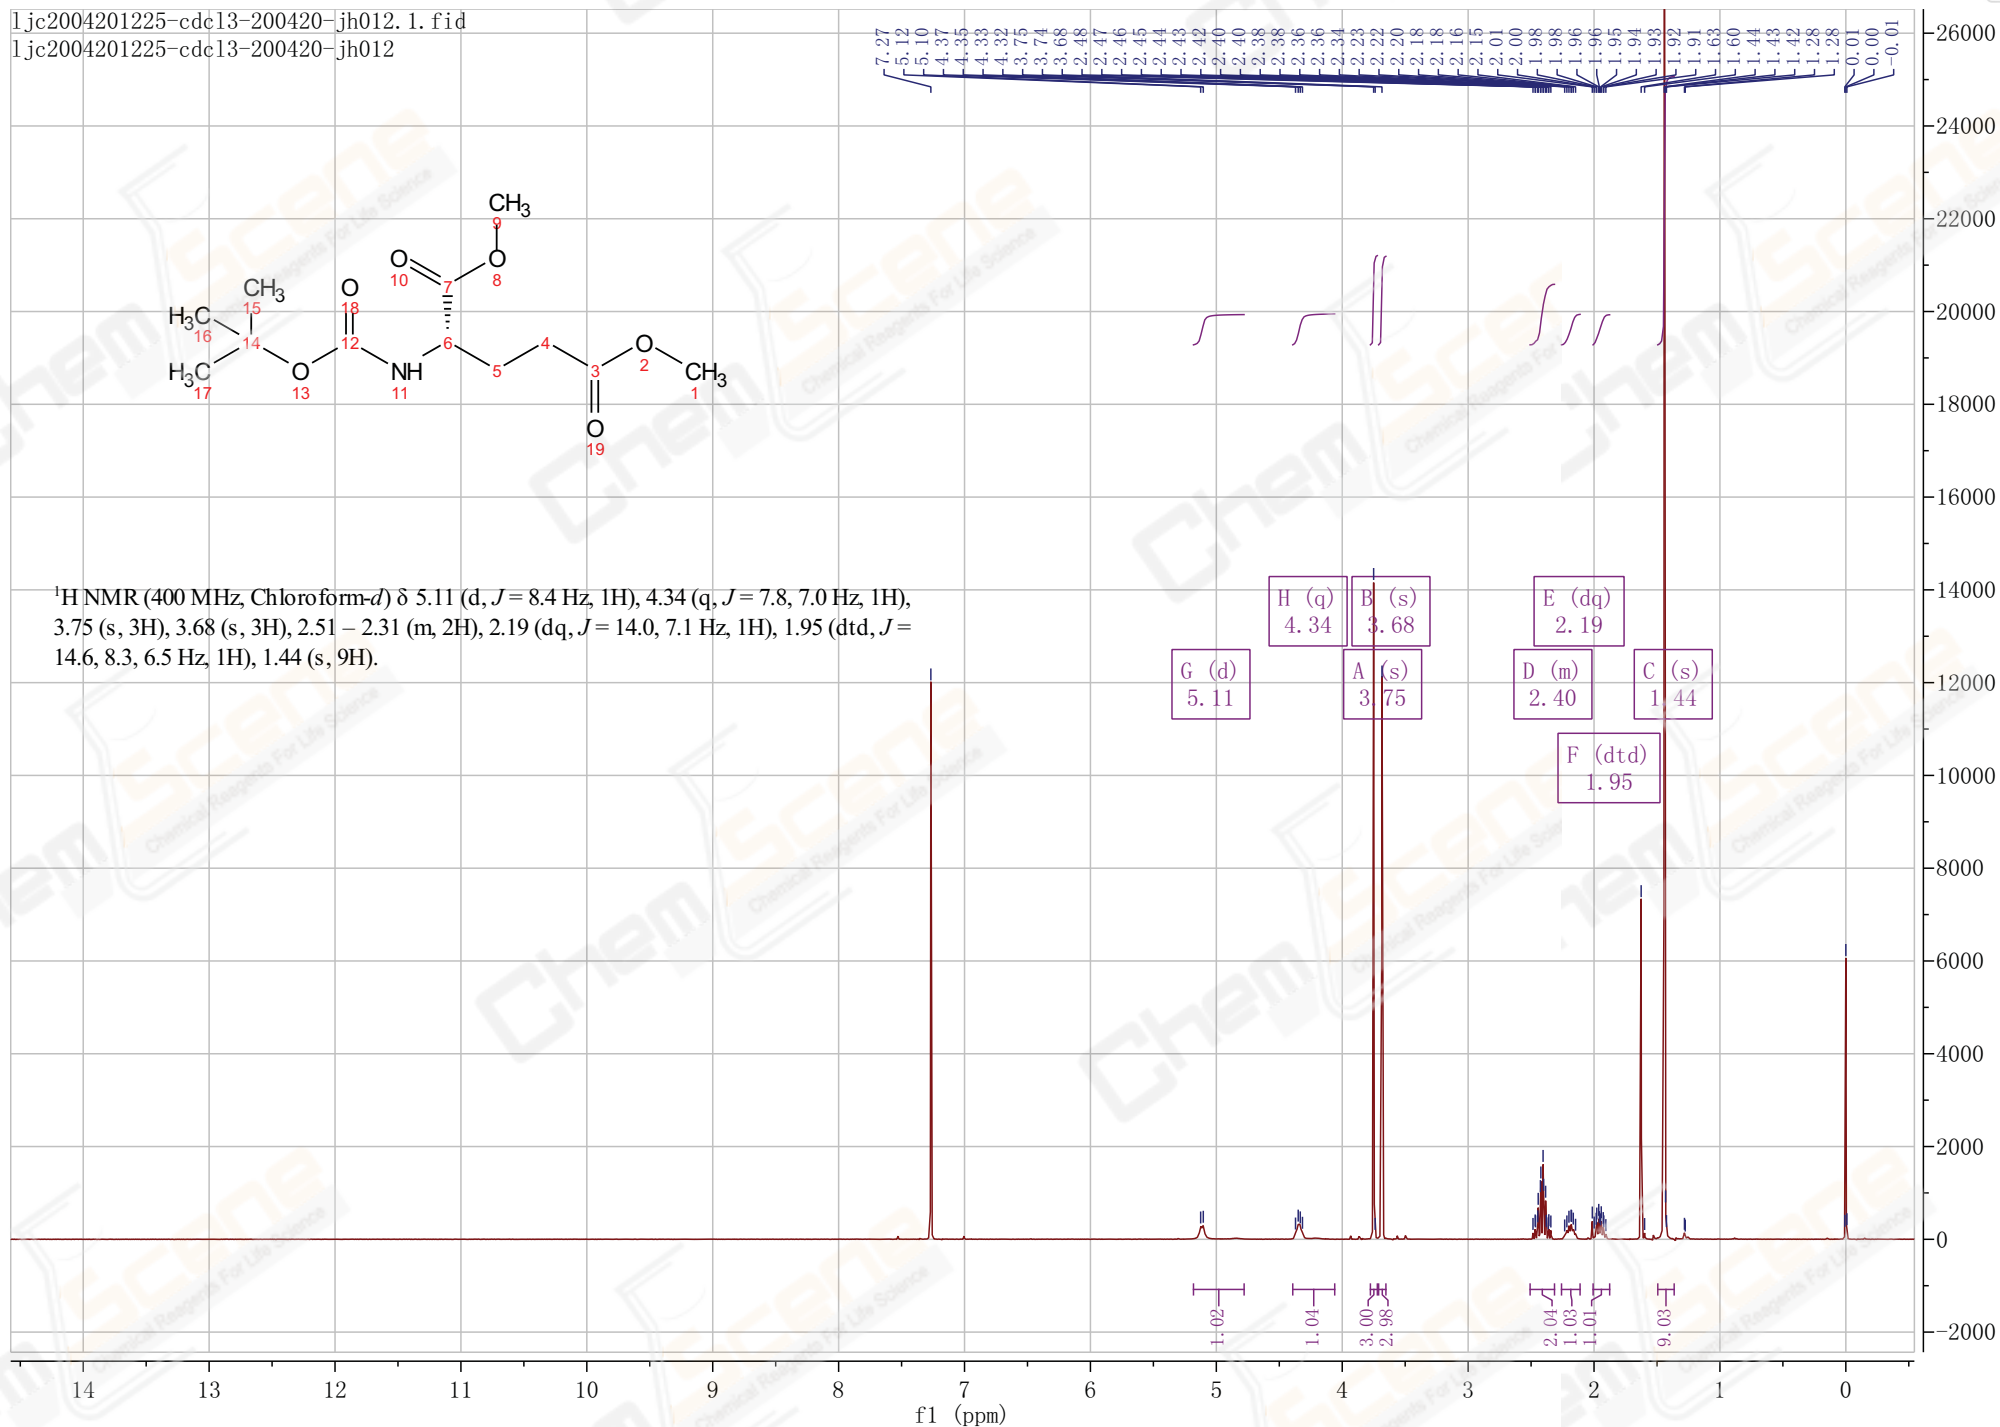 ljc2004201225-cdcl3-200420-jh012.1.fid
ljc2004201225-cdcl3-200420-jh012
7.27 5.12 5.10 4.37 4.35 4.33 4.32 3.75 3.74 3.68 2.48 2.47 2.46 2.45 2.44 2.43 2.42 2.40 2.40 2.38 2.38 2.36 2.36 2.34 2.23 2.22 2.20 2.18 2.18 2.16 2.15 2.01 2.00 1.98 1.98 1.96 1.96 1.95 1.94 1.93 1.92 1.91 1.63 1.60 1.44 1.43 1.42 1.28 1.28 0.01 0.00 -0.01
CH3
9
O
10
O
8
7
CH3
15
O
18
H3C
16
14
12
6
4
O
2
H3C
17
O
13
NH
11
5
3
CH3
1
O
19
1H NMR (400 MHz, Chloroform-d) δ 5.11 (d, J = 8.4 Hz, 1H), 4.34 (q, J = 7.8, 7.0 Hz, 1H),
3.75 (s, 3H), 3.68 (s, 3H), 2.51 – 2.31 (m, 2H), 2.19 (dq, J = 14.0, 7.1 Hz, 1H), 1.95 (dtd, J =
14.6, 8.3, 6.5 Hz, 1H), 1.44 (s, 9H).
H (q)
4.34
B (s)
3.68
E (dq)
2.19
G (d)
5.11
A (s)
3.75
D (m)
2.40
C (s)
1.44
F (dtd)
1.95
26000
24000
22000
20000
18000
16000
14000
12000
10000
8000
6000
4000
2000
0
-2000
1.02 1.04 3.00 2.98 2.04 1.03 1.01 9.03
14 13 12 11 10 9 8 7 6 5 4 3 2 1 0
f1 (ppm)
ChemScene
Chemical Reagents For Life Science